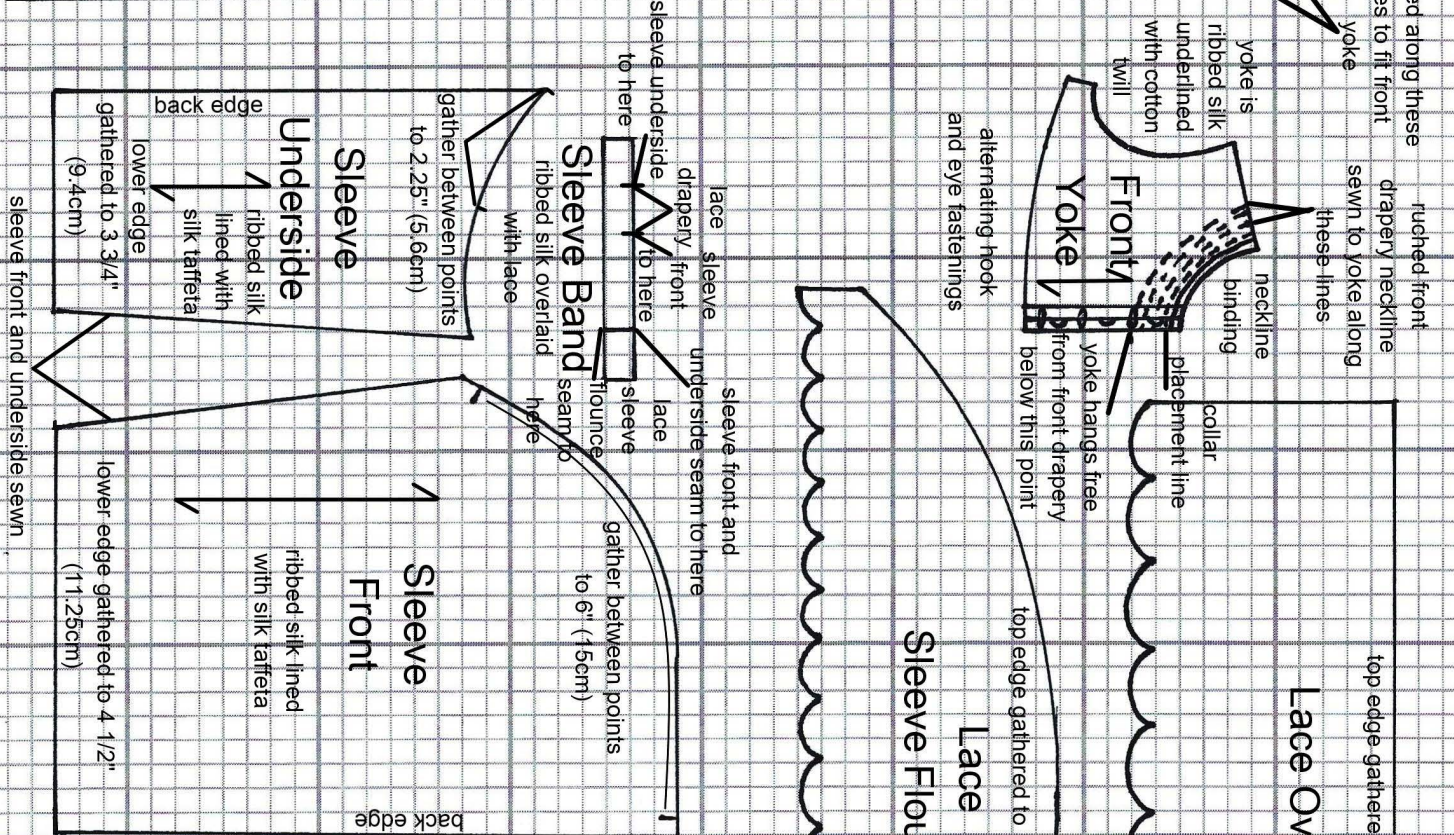 ed along these
es to fit front
yoke
ruched front
drapery neckline
sewn to yoke along
these lines
yoke is
ribbed silk
underlined
with cotton
twill
Front
Yoke
alternating hook
and eye fastenings
neckline
binding
collar
placement line
yoke hangs free
from front drapery
below this point
top edge gathere
Lace Ov
top edge gathered to
Lace
Sleeve Flou
sleeve underside
to here
lace sleeve
drapery front
to here
sleeve front and
underside seam to here
lace
sleeve
flounce
seam to
here
Sleeve Band
ribbed silk overlaid
with lace
gather between points
to 2.25" (5.6cm)
Sleeve
Underside
ribbed silk
lined with
silk taffeta
back edge
lower edge
gathered to 3 3/4"
(9.4cm)
sleeve front and underside sewn
gather between points
to 6" (15cm)
Sleeve
Front
ribbed silk lined
with silk taffeta
lower edge gathered to 4 1/2"
(11.25cm)
back edge